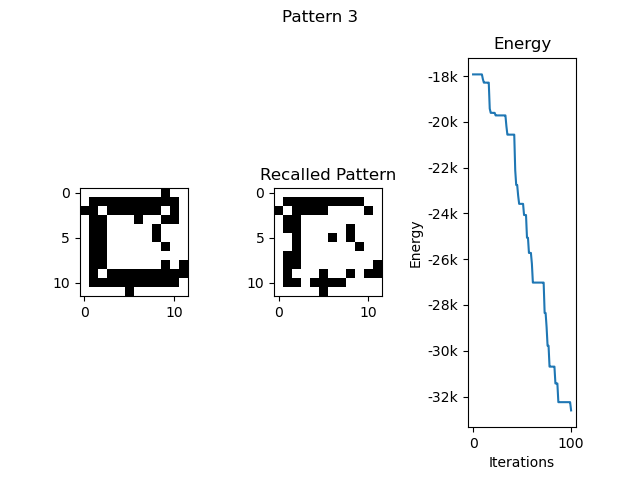 Pattern 3
Recalled Pattern
Energy
0
5
10
0
10
0
5
10
0
10
Energy
-18k
-20k
-22k
-24k
-26k
-28k
-30k
-32k
0
100
Iterations